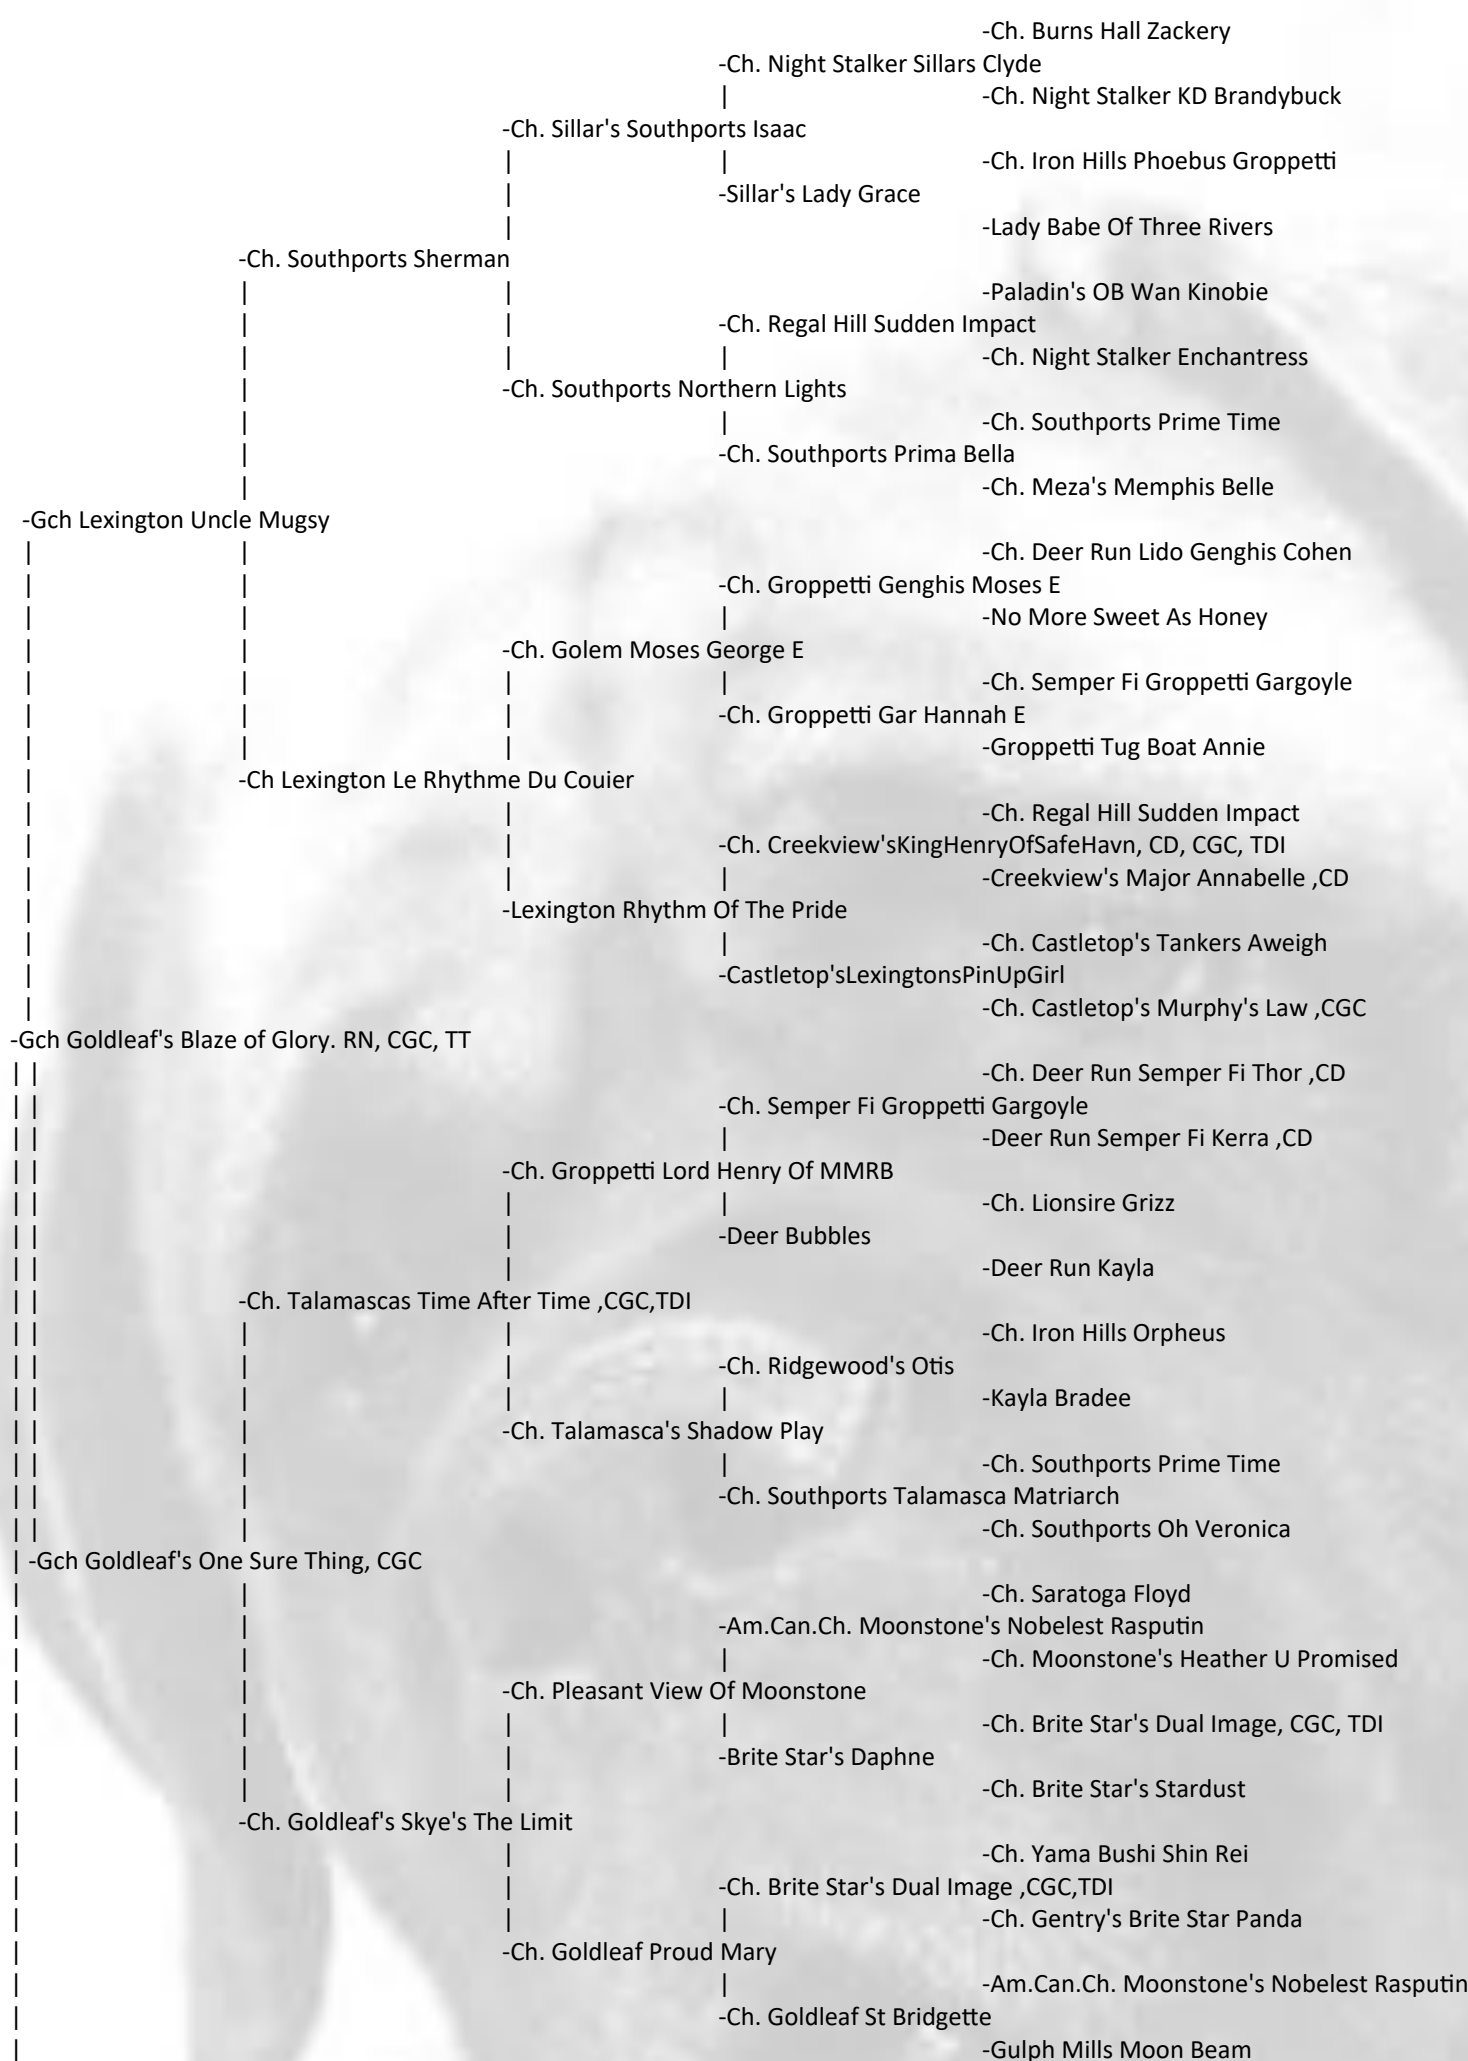 -Ch. Burns Hall Zackery
-Ch. Night Stalker Sillars Clyde
| -Ch. Night Stalker KD Brandybuck
-Ch. Sillar's Southports Isaac
| | -Ch. Iron Hills Phoebus Groppetti
| -Sillar's Lady Grace
| -Lady Babe Of Three Rivers
-Ch. Southports Sherman
| | -Paladin's OB Wan Kinobie
| | -Ch. Regal Hill Sudden Impact
| | | -Ch. Night Stalker Enchantress
| -Ch. Southports Northern Lights
| | -Ch. Southports Prime Time
| -Ch. Southports Prima Bella
| -Ch. Meza's Memphis Belle
-Gch Lexington Uncle Mugsy
| | -Ch. Deer Run Lido Genghis Cohen
| | -Ch. Groppetti Genghis Moses E
| | | -No More Sweet As Honey
| | -Ch. Golem Moses George E
| | | | -Ch. Semper Fi Groppetti Gargoyle
| | | -Ch. Groppetti Gar Hannah E
| | | -Groppetti Tug Boat Annie
| -Ch Lexington Le Rhythme Du Couier
| | -Ch. Regal Hill Sudden Impact
| | -Ch. Creekview'sKingHenryOfSafeHavn, CD, CGC, TDI
| | | -Creekview's Major Annabelle ,CD
| -Lexington Rhythm Of The Pride
| | -Ch. Castletop's Tankers Aweigh
| -Castletop'sLexingtonsPinUpGirl
| -Ch. Castletop's Murphy's Law ,CGC
-Gch Goldleaf's Blaze of Glory. RN, CGC, TT
| | -Ch. Deer Run Semper Fi Thor ,CD
| | -Ch. Semper Fi Groppetti Gargoyle
| | | -Deer Run Semper Fi Kerra ,CD
| | -Ch. Groppetti Lord Henry Of MMRB
| | | | -Ch. Lionsire Grizz
| | | -Deer Bubbles
| | | -Deer Run Kayla
| | -Ch. Talamascas Time After Time ,CGC,TDI
| | | | -Ch. Iron Hills Orpheus
| | | | -Ch. Ridgewood's Otis
| | | | | -Kayla Bradee
| | | -Ch. Talamasca's Shadow Play
| | | | -Ch. Southports Prime Time
| | | -Ch. Southports Talamasca Matriarch
| | | -Ch. Southports Oh Veronica
| -Gch Goldleaf's One Sure Thing, CGC
| | -Ch. Saratoga Floyd
| | -Am.Can.Ch. Moonstone's Nobelest Rasputin
| | | -Ch. Moonstone's Heather U Promised
| | -Ch. Pleasant View Of Moonstone
| | | | -Ch. Brite Star's Dual Image, CGC, TDI
| | | -Brite Star's Daphne
| | | -Ch. Brite Star's Stardust
| -Ch. Goldleaf's Skye's The Limit
| | -Ch. Yama Bushi Shin Rei
| | -Ch. Brite Star's Dual Image ,CGC,TDI
| | | -Ch. Gentry's Brite Star Panda
| -Ch. Goldleaf Proud Mary
| | -Am.Can.Ch. Moonstone's Nobelest Rasputin
| -Ch. Goldleaf St Bridgette
| -Gulph Mills Moon Beam